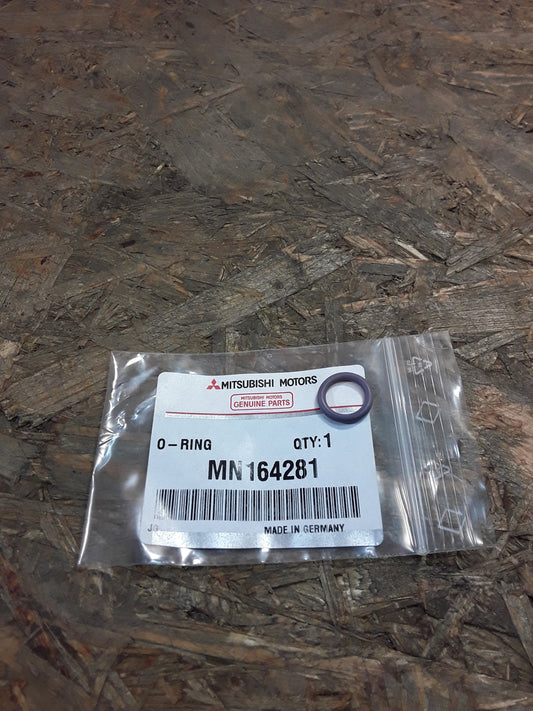 MITSUBISHI MOTORS
MITSUBISHI MOTORS
GENUINE PARTS
O-RING QTY:1
MN164281
MADE IN GERMANY